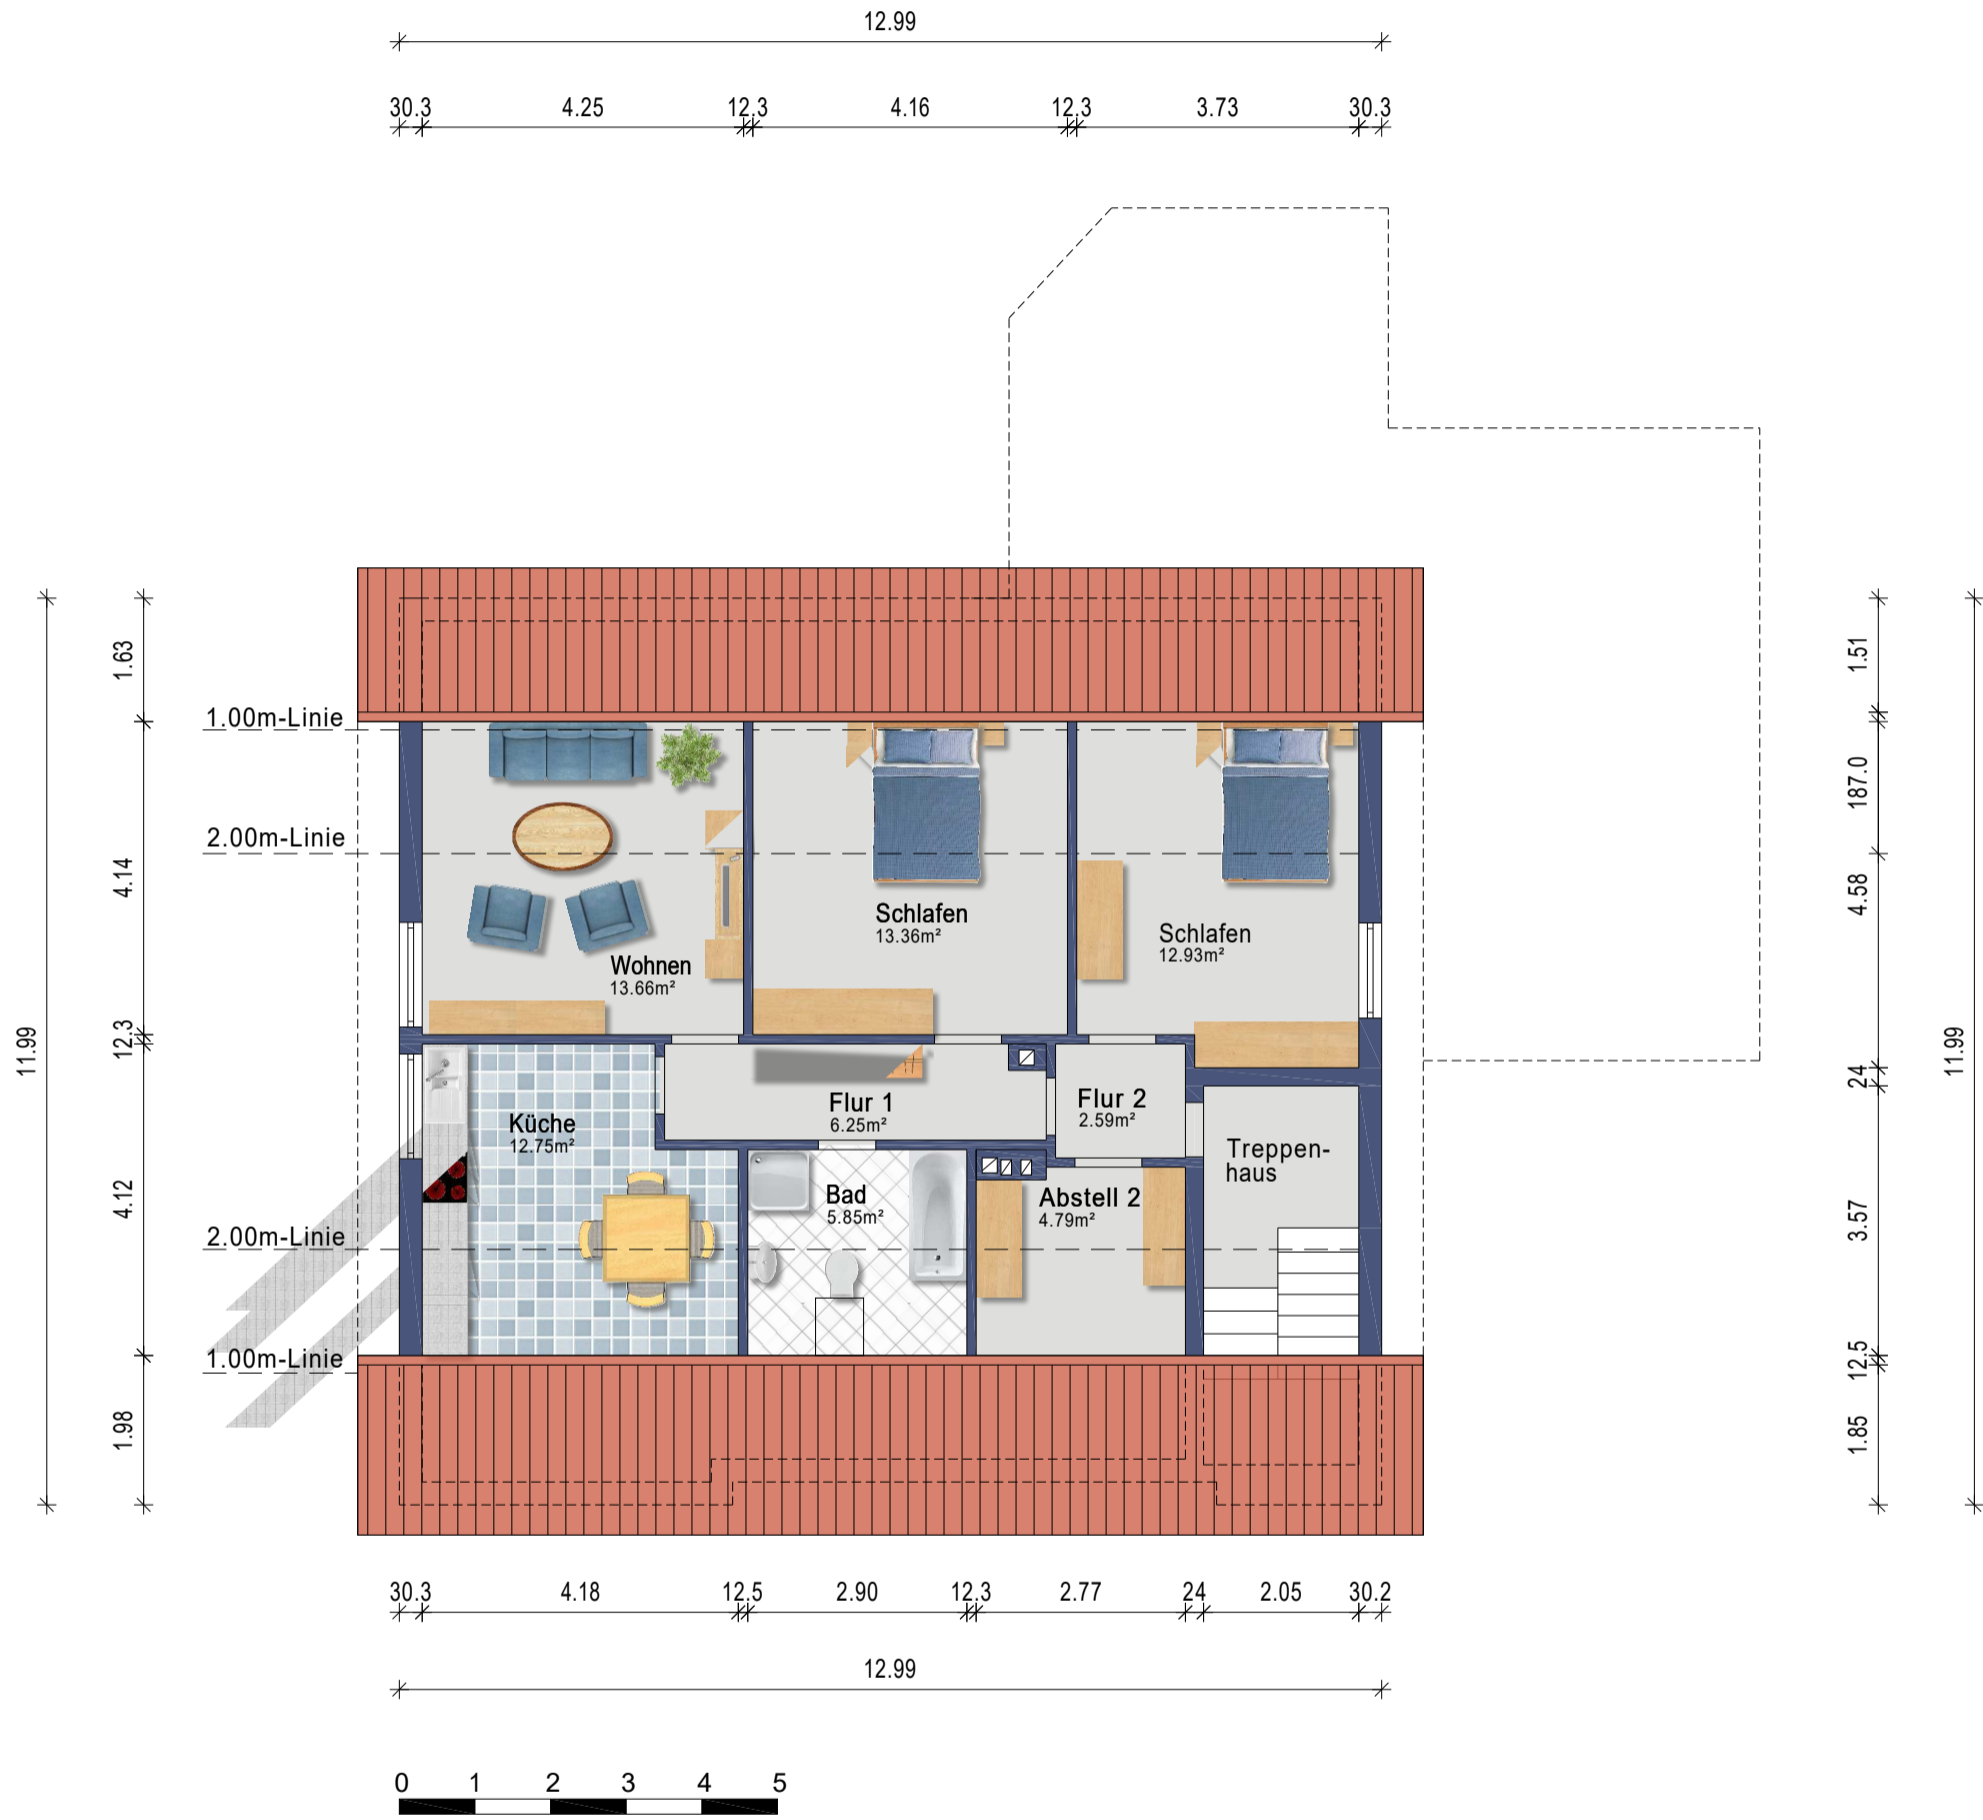 12.99
30.3 4.25 12.3 4.16 12.3 3.73 30.3
1.63
4.14
12.3
4.12
1.98
11.99
1.51
187.0
4.58
24
3.57
12.5
1.85
11.99
1.00m-Linie
2.00m-Linie
Schlafen
13.36m²
Schlafen
12.93m²
Wohnen
13.66m²
Flur 1
6.25m²
Flur 2
2.59m²
Küche
12.75m²
Treppen-
haus
Bad
5.85m²
Abstell 2
4.79m²
2.00m-Linie
1.00m-Linie
30.3 4.18 12.5 2.90 12.3 2.77 24 2.05 30.2
12.99
0 1 2 3 4 5